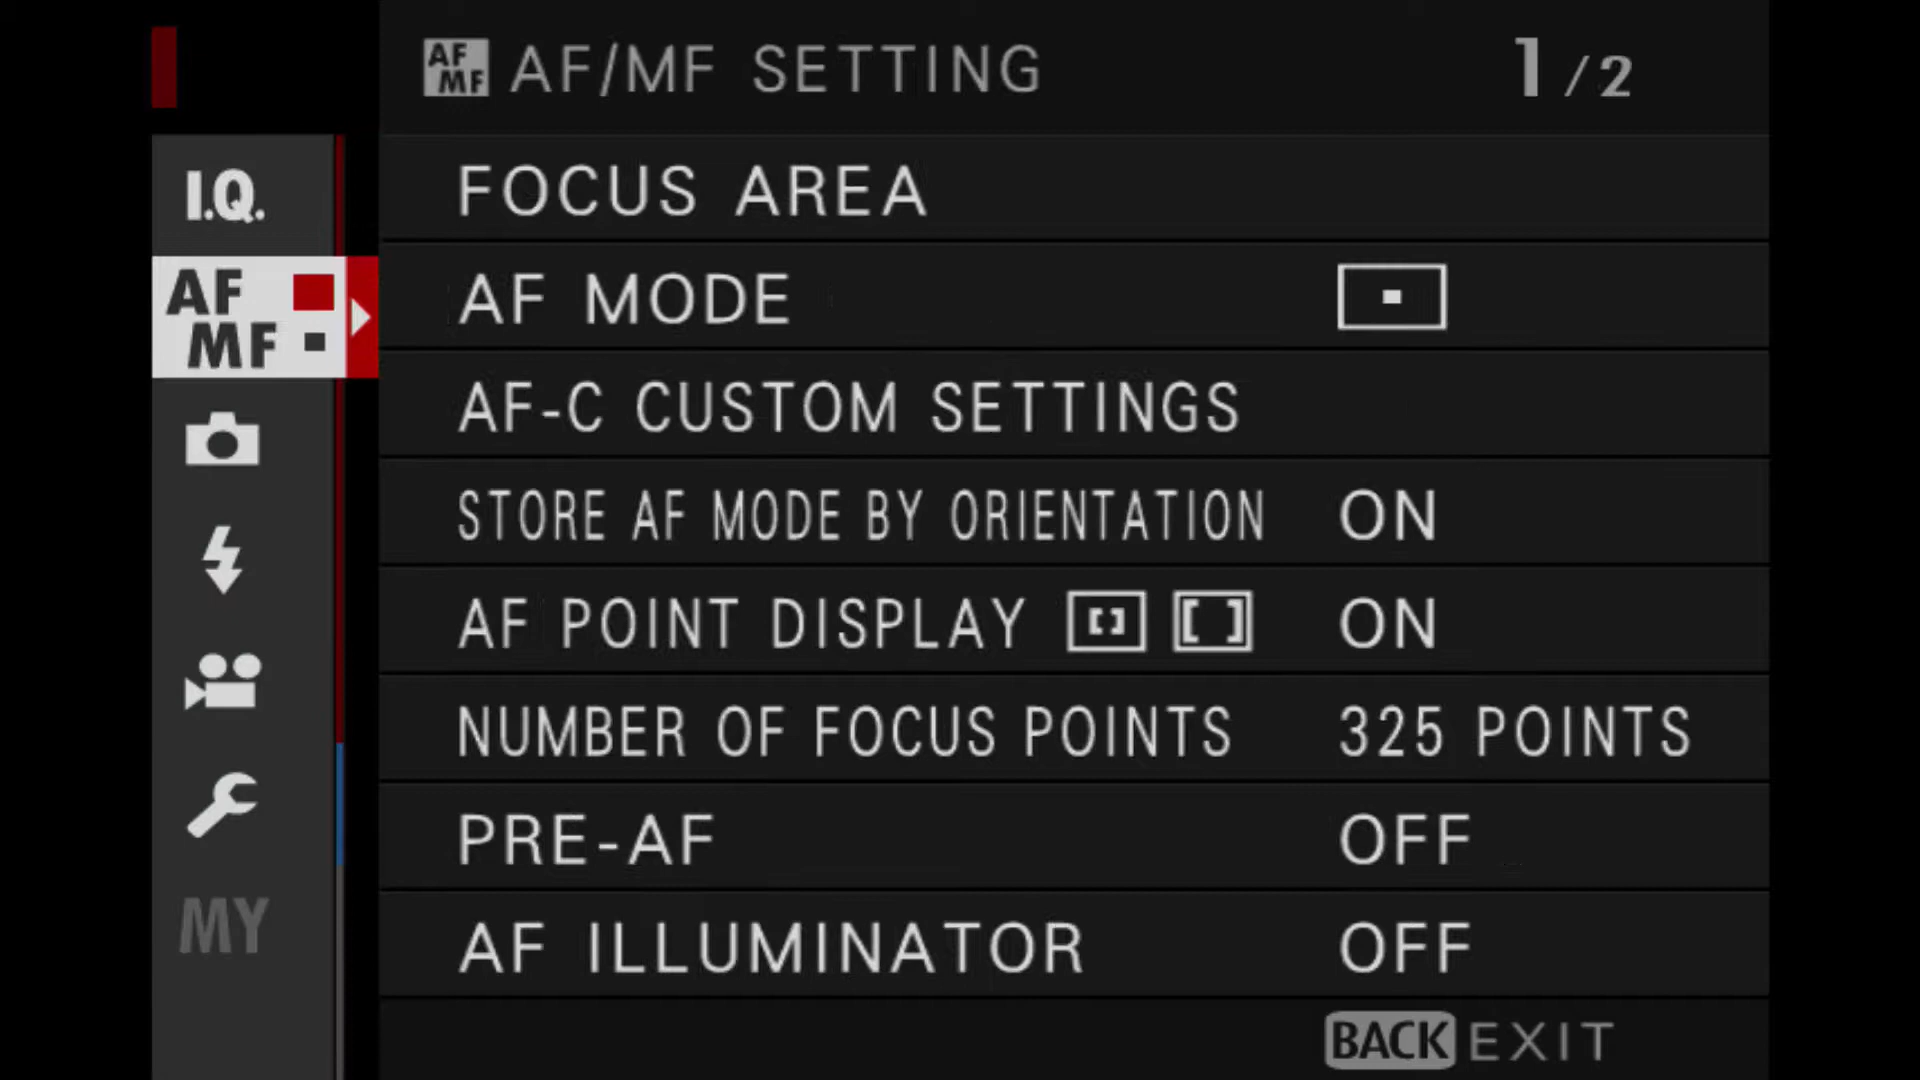 AF MF AF/MF SETTING 1/2
I.Q.
FOCUS AREA
AF MF
AF MODE
AF-C CUSTOM SETTINGS
STORE AF MODE BY ORIENTATION ON
AF POINT DISPLAY ON
NUMBER OF FOCUS POINTS 325 POINTS
PRE-AF OFF
MY
AF ILLUMINATOR OFF
BACK EXIT